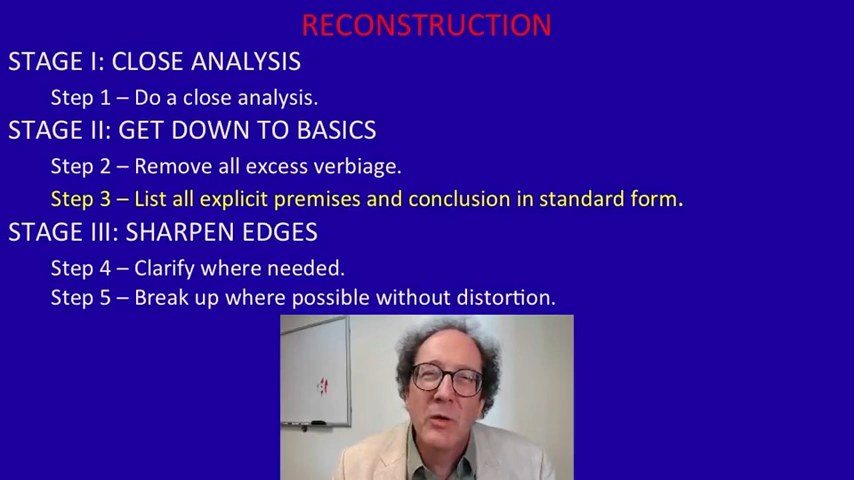 RECONSTRUCTION
STAGE I: CLOSE ANALYSIS
Step 1 – Do a close analysis.
STAGE II: GET DOWN TO BASICS
Step 2 – Remove all excess verbiage.
Step 3 – List all explicit premises and conclusion in standard form.
STAGE III: SHARPEN EDGES
Step 4 – Clarify where needed.
Step 5 – Break up where possible without distortion.